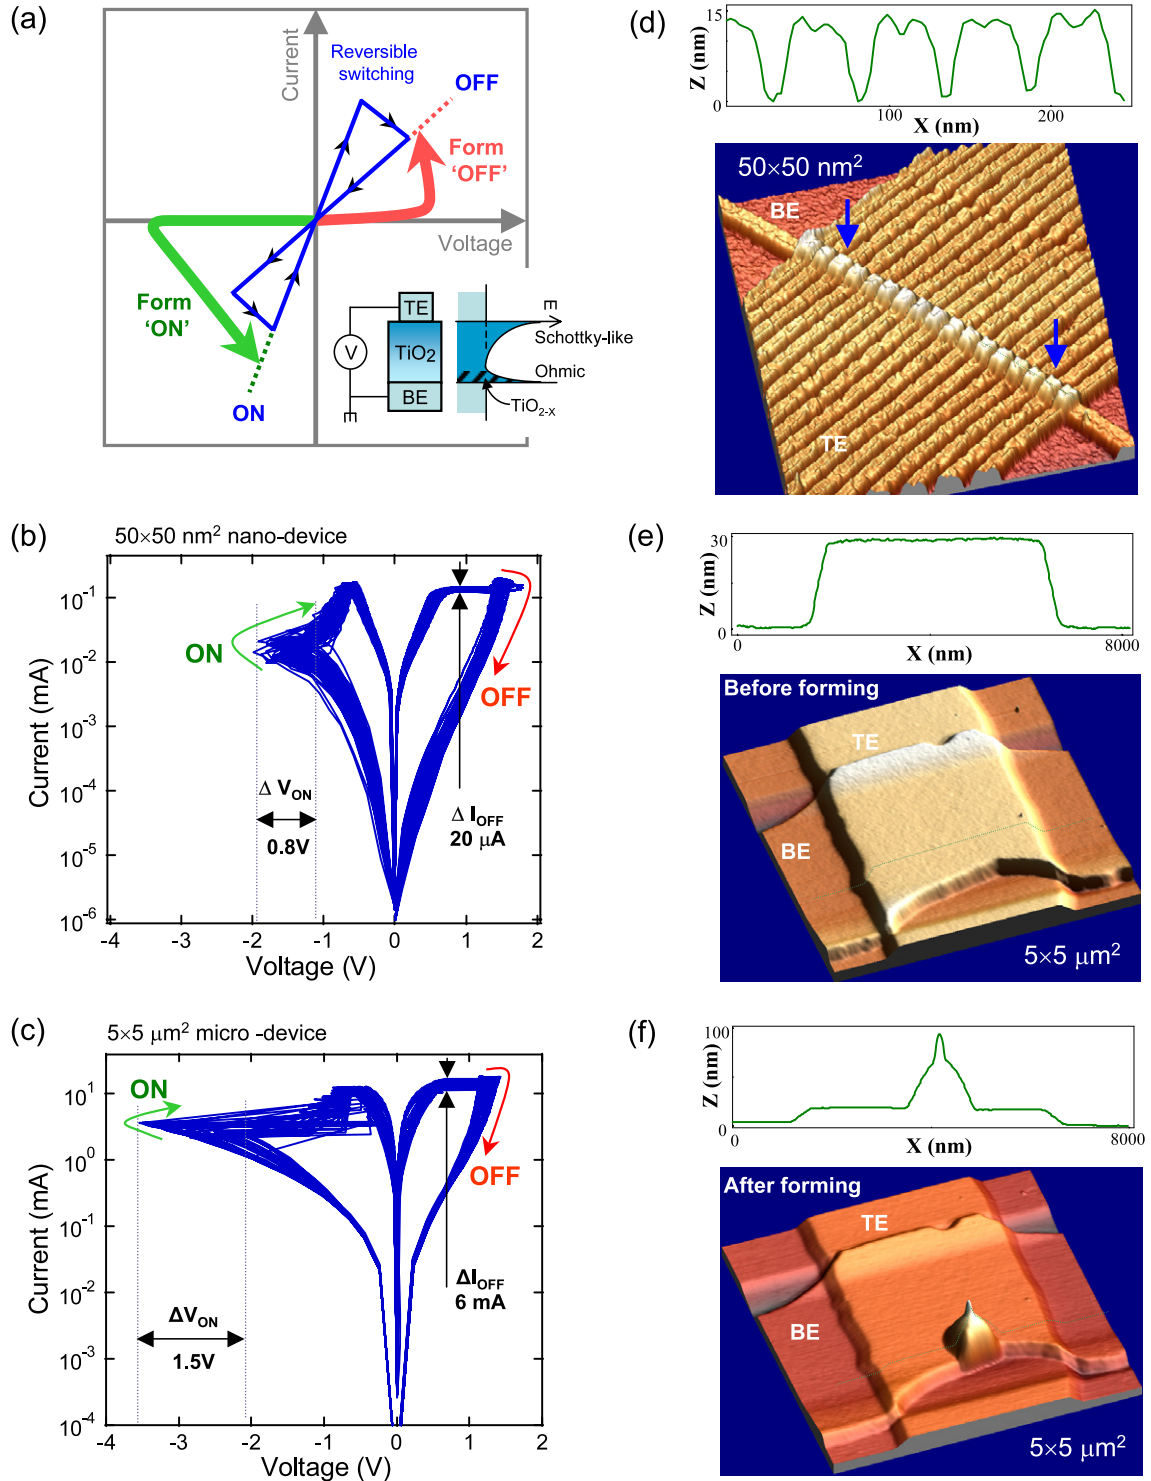 (a)
Current
Reversible
switching
OFF
Form
'OFF'
Voltage
Form
'ON'
ON
V
TE
TiO2
BE
E
Schottky-like
Ohmic
TiO2-X
(b)
50×50 nm² nano-device
Current (mA)
10⁻¹
10⁻²
10⁻³
10⁻⁴
10⁻⁵
10⁻⁶
ON
OFF
Δ VON
0.8V
Δ IOFF
20 μA
-4
-3
-2
-1
0
1
2
Voltage (V)
(c)
5×5 μm² micro -device
Current (mA)
10¹
10⁰
10⁻¹
10⁻²
10⁻³
10⁻⁴
ON
OFF
ΔVON
1.5V
ΔIOFF
6 mA
-4
-3
-2
-1
0
1
2
Voltage (V)
(d)
Z (nm)
15
0
100
200
X (nm)
50×50 nm²
BE
TE
(e)
Z (nm)
30
0
0
8000
X (nm)
Before forming
TE
BE
5×5 μm²
(f)
Z (nm)
100
0
0
8000
X (nm)
After forming
TE
BE
5×5 μm²